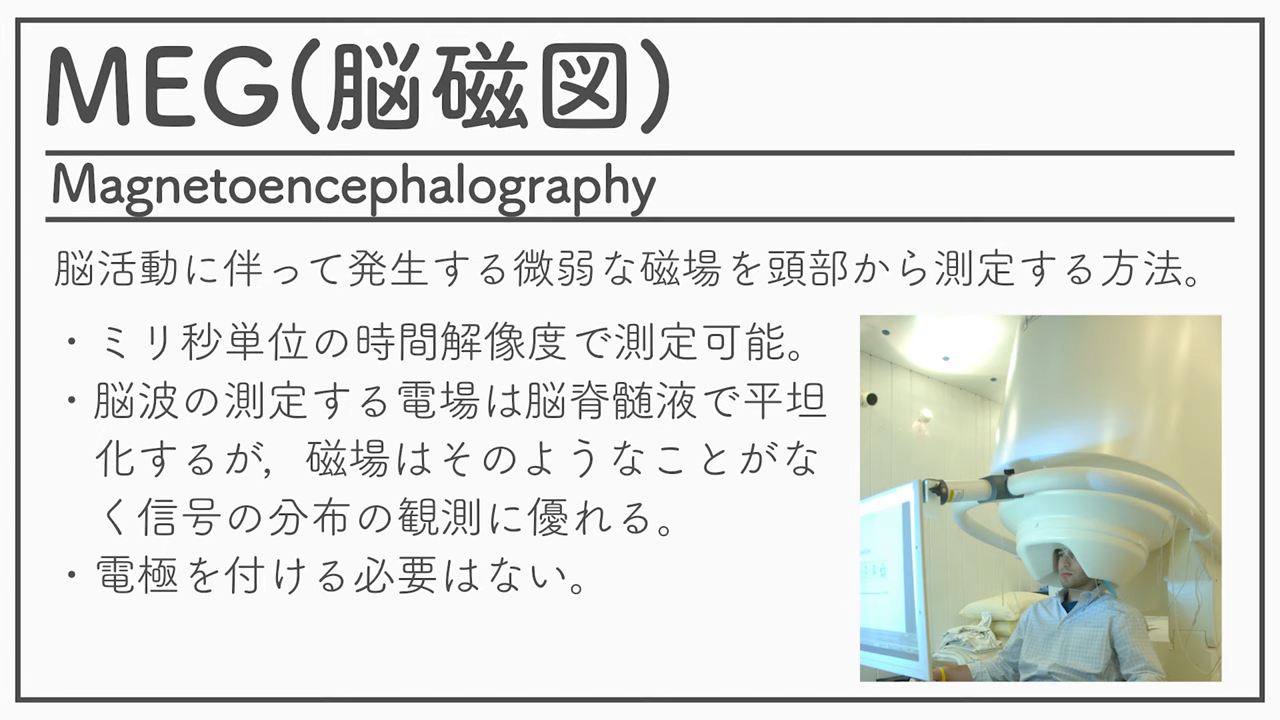 MEG(脳磁図)
Magnetoencephalography
脳活動に伴って発生する微弱な磁場を頭部から測定する方法。
・ミリ秒単位の時間解像度で測定可能。
・脳波の測定する電場は脳脊髄液で平坦
化するが，磁場はそのようなことがな
く信号の分布の観測に優れる。
・電極を付ける必要はない。